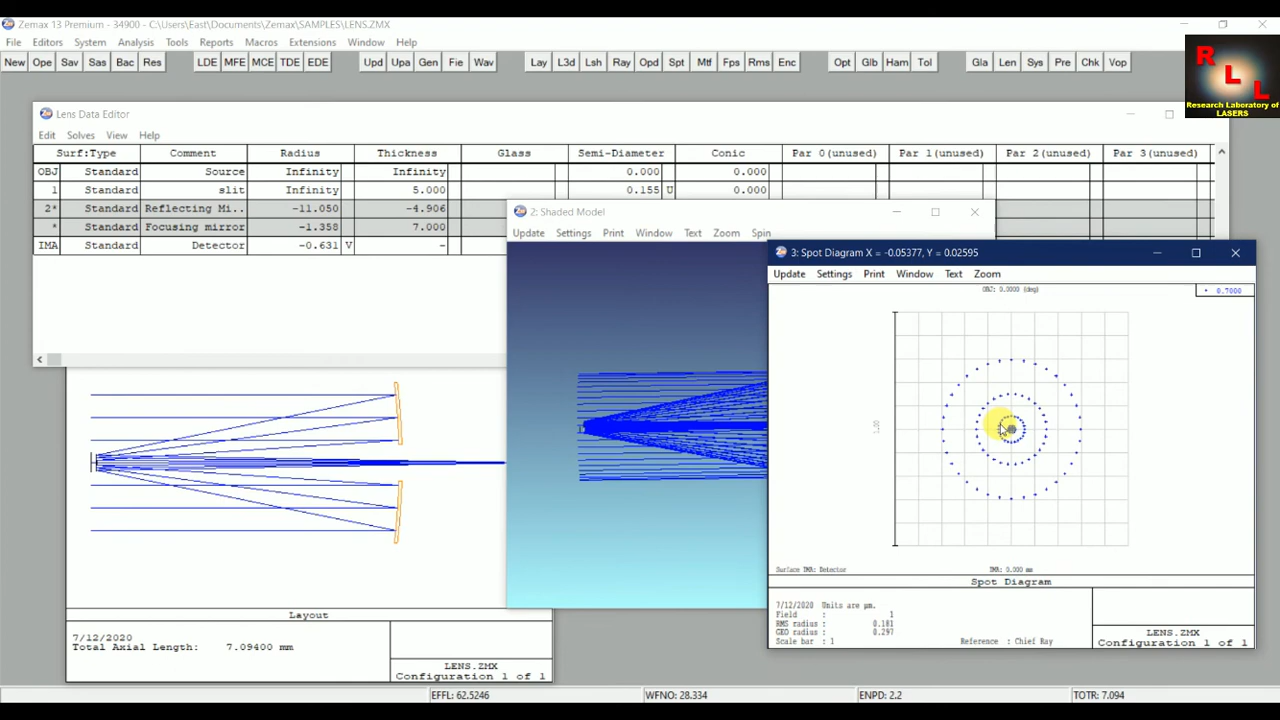 Zemax 13 Premium - 34900 - C:\Users\East\Documents\Zemax\SAMPLES\LENS.ZMX
File Editors System Analysis Tools Reports Macros Extensions Window Help
New Ope Sav Sas Bac Res LDE MFE MCE TDE EDE Upd Upa Gen Fie Wav Lay L3d Lsh Ray Opd Spt Mtf Fps Rms Enc Opt Glb Ham Tol Gla Len Sys Pre Chk Vop
R L L
Research Laboratory of
LASERS
Lens Data Editor
Edit Solves View Help
Surf:Type Comment Radius Thickness Glass Semi-Diameter Conic Par 0(unused) Par 1(unused) Par 2(unused) Par 3(unused)
OBJ Standard Source Infinity Infinity 0.000 0.000
1 Standard slit Infinity 5.000 0.155 U 0.000
2* Standard Reflecting Mi.. -11.050 -4.906
* Standard Focusing mirror -1.358 7.000
IMA Standard Detector -0.631 V -
2: Shaded Model
Update Settings Print Window Text Zoom Spin
3: Spot Diagram X = -0.05377, Y = 0.02595
Update Settings Print Window Text Zoom
OBJ: 0.0000 (deg)
0.7000
1.00
Surface IMA: Detector
IMA: 0.000 mm
Spot Diagram
7/12/2020 Units are µm.
Field : 1
RMS radius : 0.181
GEO radius : 0.297
Scale bar : 1 Reference : Chief Ray
LENS.ZMX
Configuration 1 of 1
Layout
7/12/2020
Total Axial Length: 7.09400 mm
LENS.ZMX
Configuration 1 of 1
EFFL: 62.5246 WFNO: 28.334 ENPD: 2.2 TOTR: 7.094